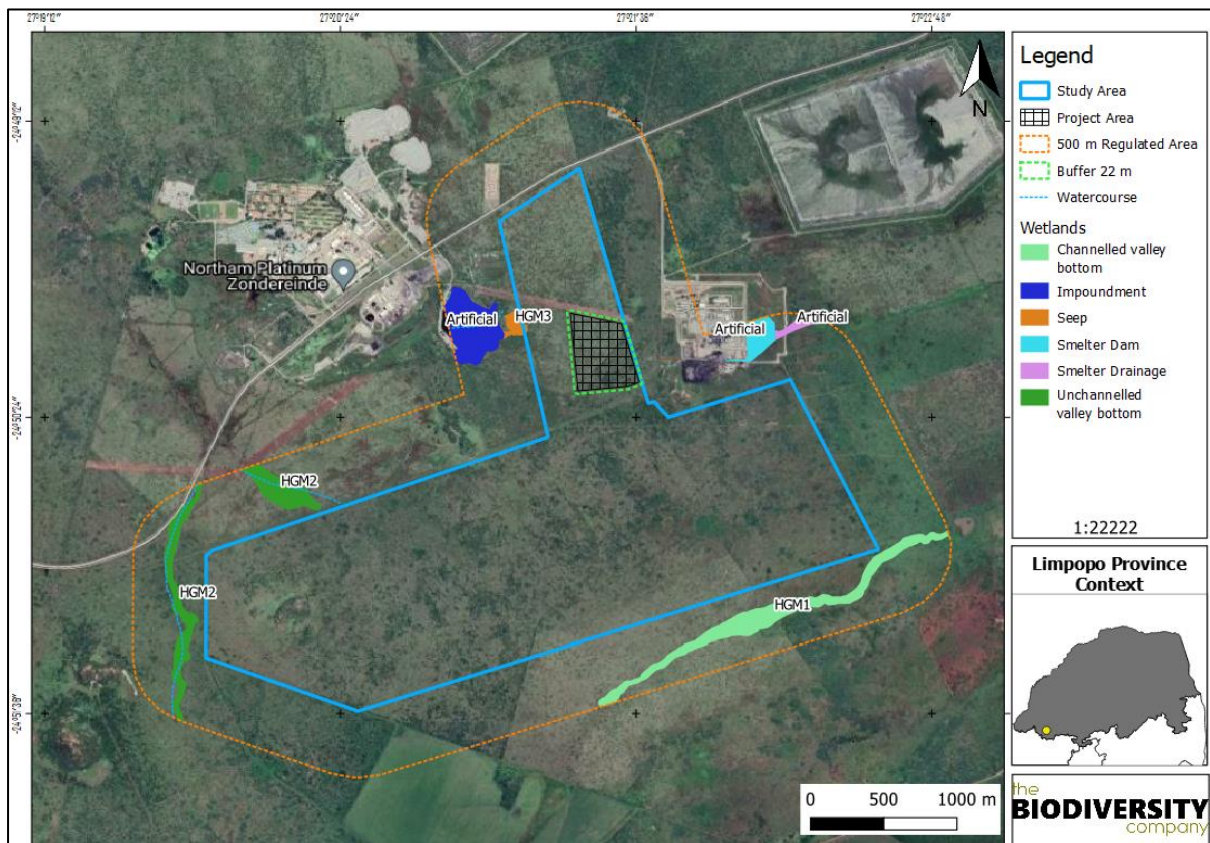 27°19'12" 27°20'24" 27°21'36" 27°22'48"
-24°49'12"
-24°50'24"
-24°51'36"
Northam Platinum
Zondereinde
Artificial
HGM3
Artificial
Artificial
HGM2
HGM2
HGM1
N
0 500 1000 m
Legend
Study Area
Project Area
500 m Regulated Area
Buffer 22 m
Watercourse
Wetlands
Channelled valley
bottom
Impoundment
Seep
Smelter Dam
Smelter Drainage
Unchannelled
valley bottom
1:22222
Limpopo Province
Context
the
BIODIVERSITY
company